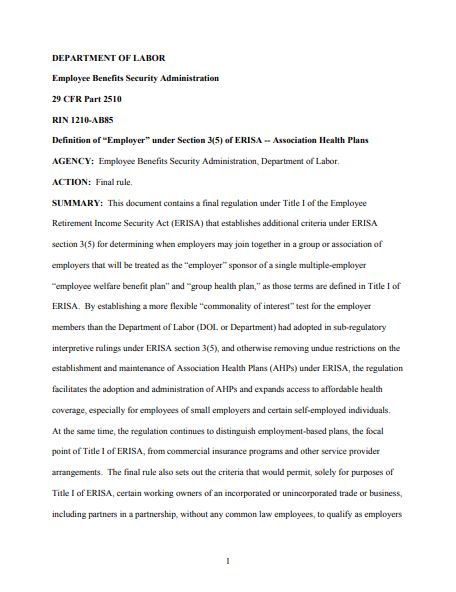 DEPARTMENT OF LABOR
Employee Benefits Security Administration
29 CFR Part 2510
RIN 1210-AB85
Definition of “Employer” under Section 3(5) of ERISA -- Association Health Plans
AGENCY: Employee Benefits Security Administration, Department of Labor.
ACTION: Final rule.
SUMMARY: This document contains a final regulation under Title I of the Employee
Retirement Income Security Act (ERISA) that establishes additional criteria under ERISA
section 3(5) for determining when employers may join together in a group or association of
employers that will be treated as the “employer” sponsor of a single multiple-employer
“employee welfare benefit plan” and “group health plan,” as those terms are defined in Title I of
ERISA. By establishing a more flexible “commonality of interest” test for the employer
members than the Department of Labor (DOL or Department) had adopted in sub-regulatory
interpretive rulings under ERISA section 3(5), and otherwise removing undue restrictions on the
establishment and maintenance of Association Health Plans (AHPs) under ERISA, the regulation
facilitates the adoption and administration of AHPs and expands access to affordable health
coverage, especially for employees of small employers and certain self-employed individuals.
At the same time, the regulation continues to distinguish employment-based plans, the focal
point of Title I of ERISA, from commercial insurance programs and other service provider
arrangements. The final rule also sets out the criteria that would permit, solely for purposes of
Title I of ERISA, certain working owners of an incorporated or unincorporated trade or business,
including partners in a partnership, without any common law employees, to qualify as employers
1